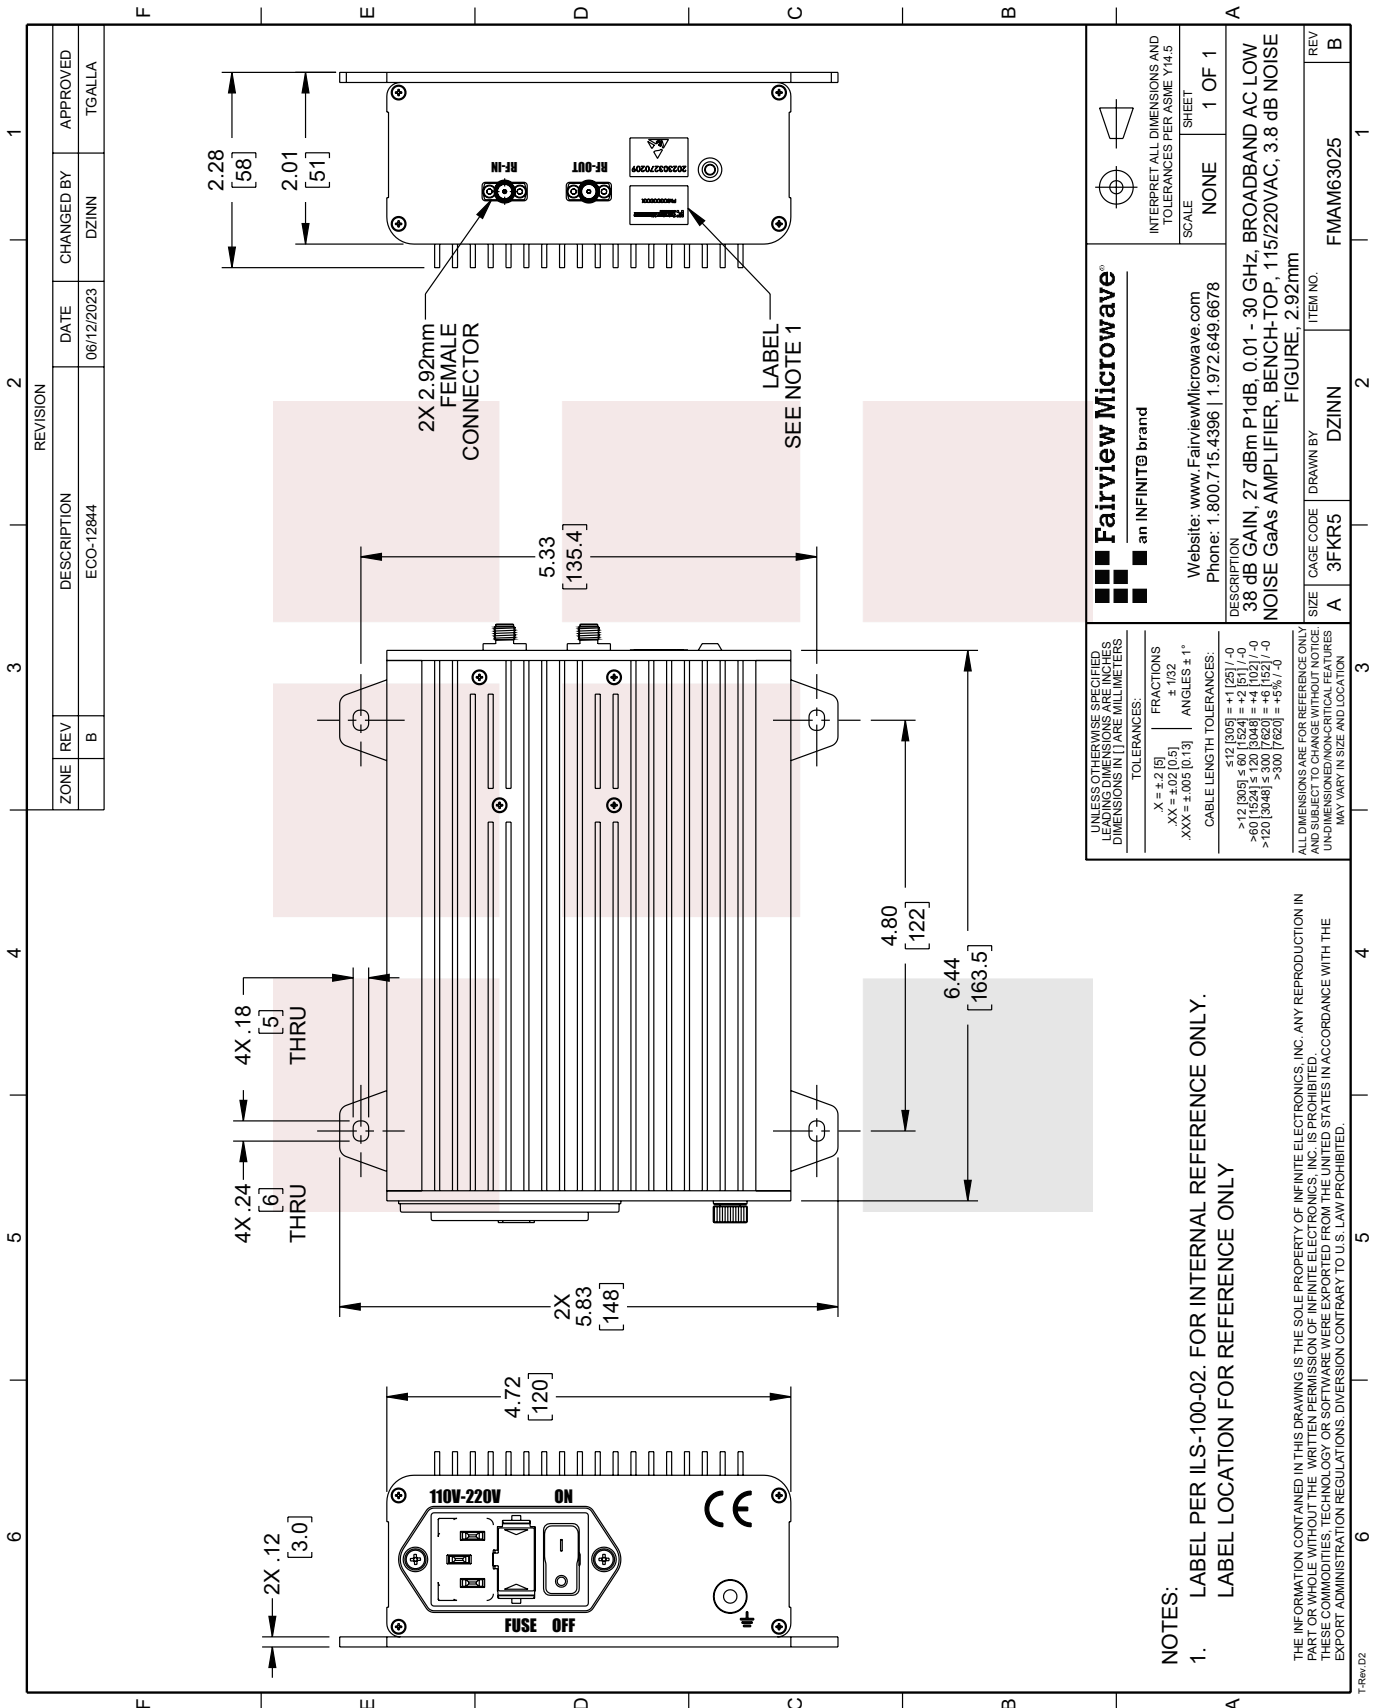 REVISION
ZONE REV DESCRIPTION DATE CHANGED BY APPROVED
B ECO-12844 06/12/2023 DZINN TGALLA
6 5 4 3 2 1
F
E
D
C
B
A
2X .12
[3.0]
110V-220V ON
FUSE OFF
CE
4.72
[120]
2X
5.83
[148]
4X .24
[6]
THRU
4X .18
[5]
THRU
4.80
[122]
6.44
[163.5]
5.33
[135.4]
2X 2.92mm
FEMALE
CONNECTOR
LABEL
SEE NOTE 1
2.28
[58]
2.01
[51]
RF-IN
RF-OUT
202303270209
NOTES:
1. LABEL PER ILS-100-02. FOR INTERNAL REFERENCE ONLY.
LABEL LOCATION FOR REFERENCE ONLY
THE INFORMATION CONTAINED IN THIS DRAWING IS THE SOLE PROPERTY OF INFINITE ELECTRONICS, INC. ANY REPRODUCTION IN
PART OR WHOLE WITHOUT THE WRITTEN PERMISSION OF INFINITE ELECTRONICS, INC. IS PROHIBITED.
THESE COMMODITIES, TECHNOLOGY OR SOFTWARE WERE EXPORTED FROM THE UNITED STATES IN ACCORDANCE WITH THE
EXPORT ADMINISTRATION REGULATIONS. DIVERSION CONTRARY TO U.S. LAW PROHIBITED.
UNLESS OTHERWISE SPECIFIED
LEADING DIMENSIONS ARE INCHES
DIMENSIONS IN [ ] ARE MILLIMETERS
TOLERANCES:
.X = ±.2 [5] FRACTIONS
.XX = ±.02 [0.5] ± 1/32
.XXX = ±.005 [0.13] ANGLES ± 1°
CABLE LENGTH TOLERANCES:
≤12 [305] = +1 [25] / -0
>12 [305] ≤ 60 [1524] = +2 [51] / -0
>60 [1524] ≤ 120 [3048] = +4 [102] / -0
>120 [3048] ≤ 300 [7620] = +6 [152] / -0
>300 [7620] = +5% / -0
ALL DIMENSIONS ARE FOR REFERENCE ONLY
AND SUBJECT TO CHANGE WITHOUT NOTICE.
UN-DIMENSIONED/NON-CRITICAL FEATURES
MAY VARY IN SIZE AND LOCATION
Fairview Microwave®
an INFINIT⊜ brand
Website: www.FairviewMicrowave.com
Phone: 1.800.715.4396 | 1.972.649.6678
INTERPRET ALL DIMENSIONS AND
TOLERANCES PER ASME Y14.5
SCALE SHEET
NONE 1 OF 1
DESCRIPTION
38 dB GAIN, 27 dBm P1dB, 0.01 - 30 GHz, BROADBAND AC LOW
NOISE GaAs AMPLIFIER, BENCH-TOP, 115/220VAC, 3.8 dB NOISE
FIGURE, 2.92mm
SIZE CAGE CODE DRAWN BY ITEM NO. REV
A 3FKR5 DZINN FMAM63025 B
6 5 4 3 2 1
F
E
D
C
B
A
T-Rev.D2